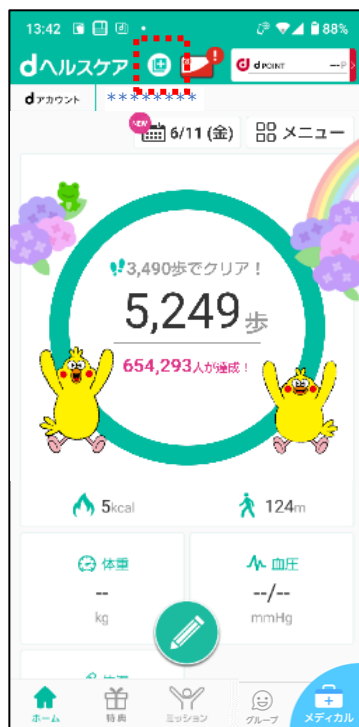 13:42 88%
dヘルスケア d POINT --P
dアカウント ********
NEW 6/11 (金) メニュー
3,490歩でクリア！
5,249 歩
654,293人が達成！
5kcal 124m
体重 血圧
-- --/--
kg mmHg
ホーム 特典 ミッション グループ メディカル